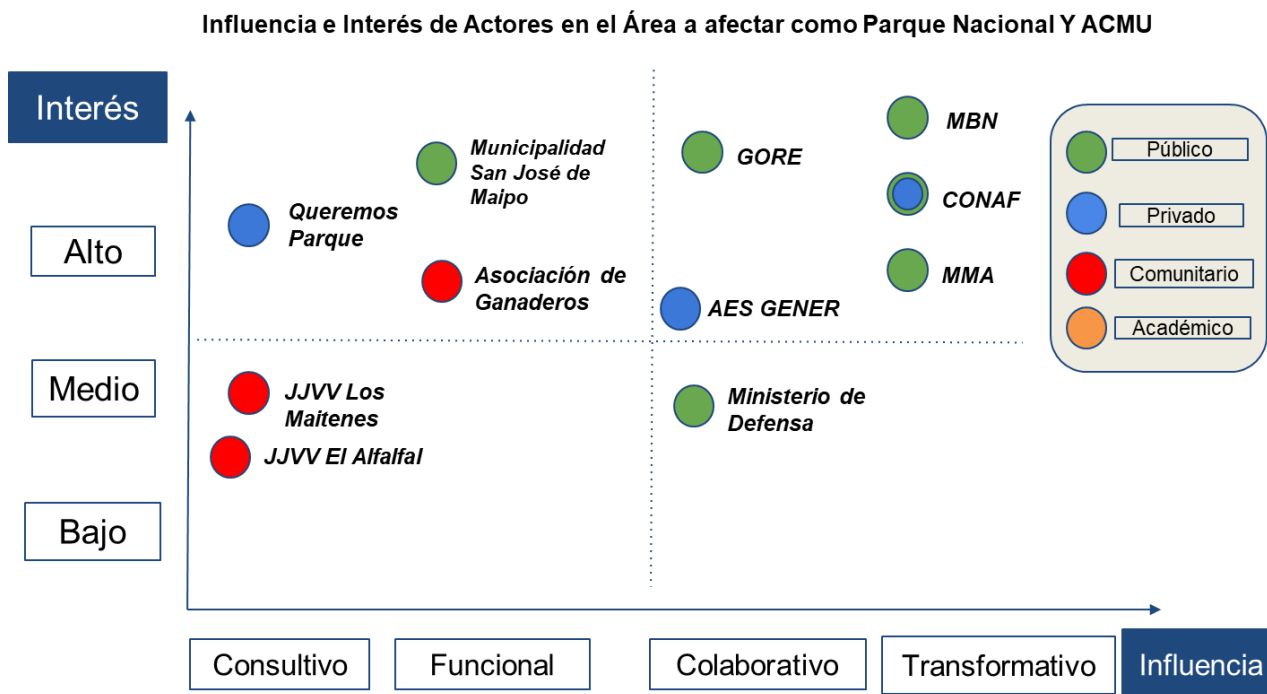 Influencia e Interés de Actores en el Área a afectar como Parque Nacional Y ACMU
Interés
Alto
Medio
Bajo
Queremos
Parque
Municipalidad
San José de
Maipo
Asociación de
Ganaderos
GORE
AES GENER
MBN
CONAF
MMA
JJVV Los
Maitenes
JJVV El Alfalfal
Ministerio de
Defensa
Público
Privado
Comunitario
Académico
Consultivo
Funcional
Colaborativo
Transformativo
Influencia